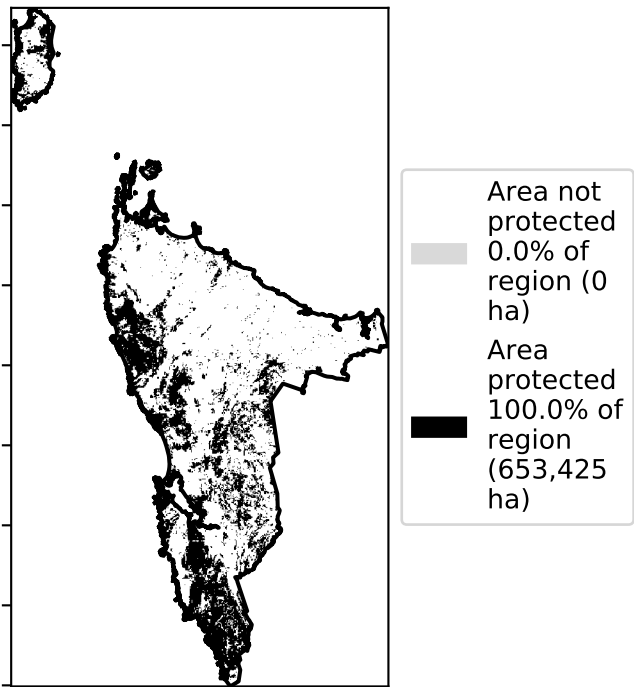 Area not
protected
0.0% of
region (0
ha)
Area
protected
100.0% of
region
(653,425
ha)